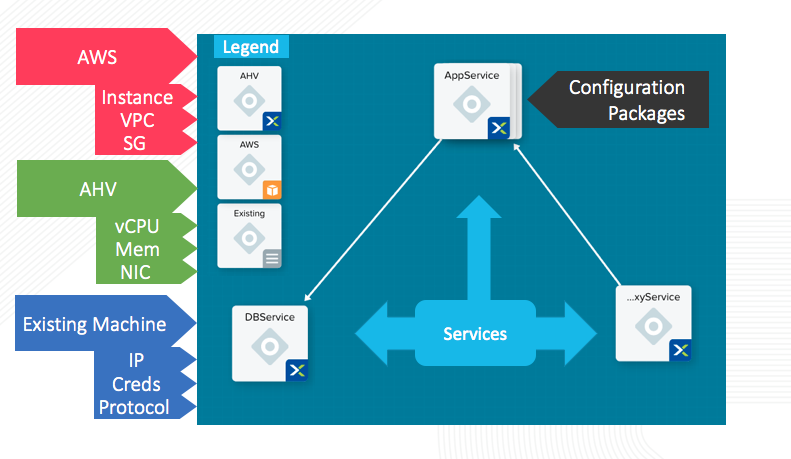 AWS
Instance
VPC
SG
AHV
vCPU
Mem
NIC
Existing Machine
IP
Creds
Protocol
Legend
AHV
AWS
Existing
AppService
Configuration
Packages
DBService
Services
...xyService